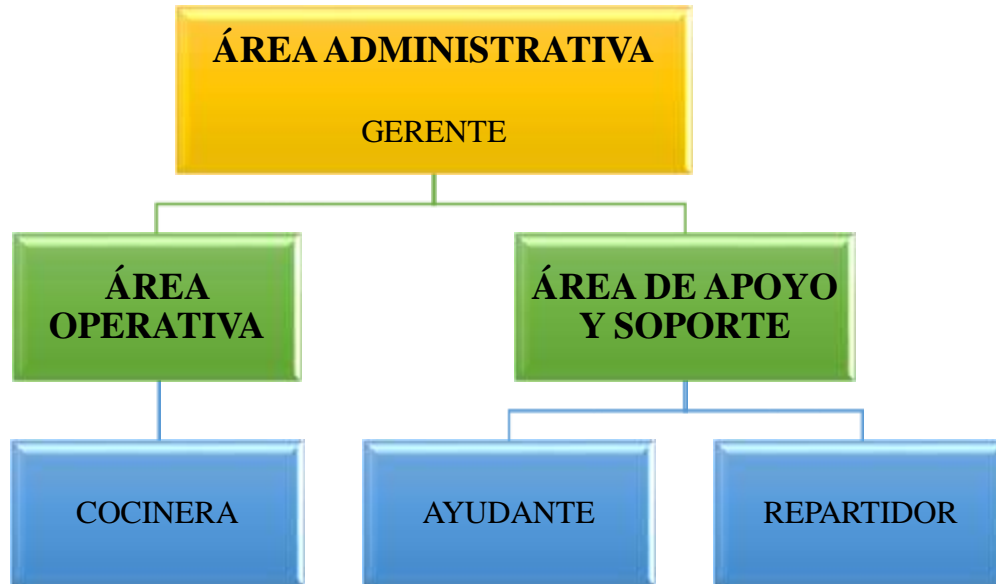 ÁREA ADMINISTRATIVA
GERENTE
ÁREA
OPERATIVA
ÁREA DE APOYO
Y SOPORTE
COCINERA
AYUDANTE
REPARTIDOR